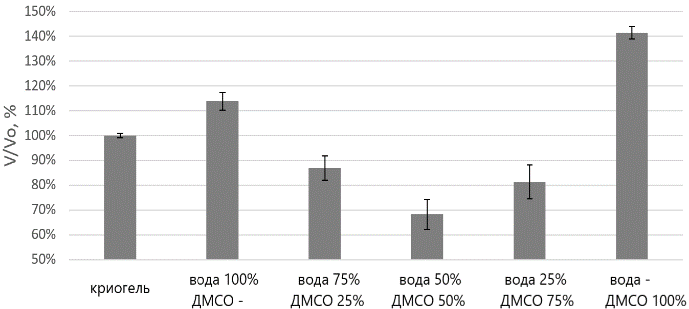 150%
140%
130%
120%
110%
100%
90%
80%
70%
60%
50%
V/Vo, %
криогель
вода 100%
ДМСО -
вода 75%
ДМСО 25%
вода 50%
ДМСО 50%
вода 25%
ДМСО 75%
вода -
ДМСО 100%